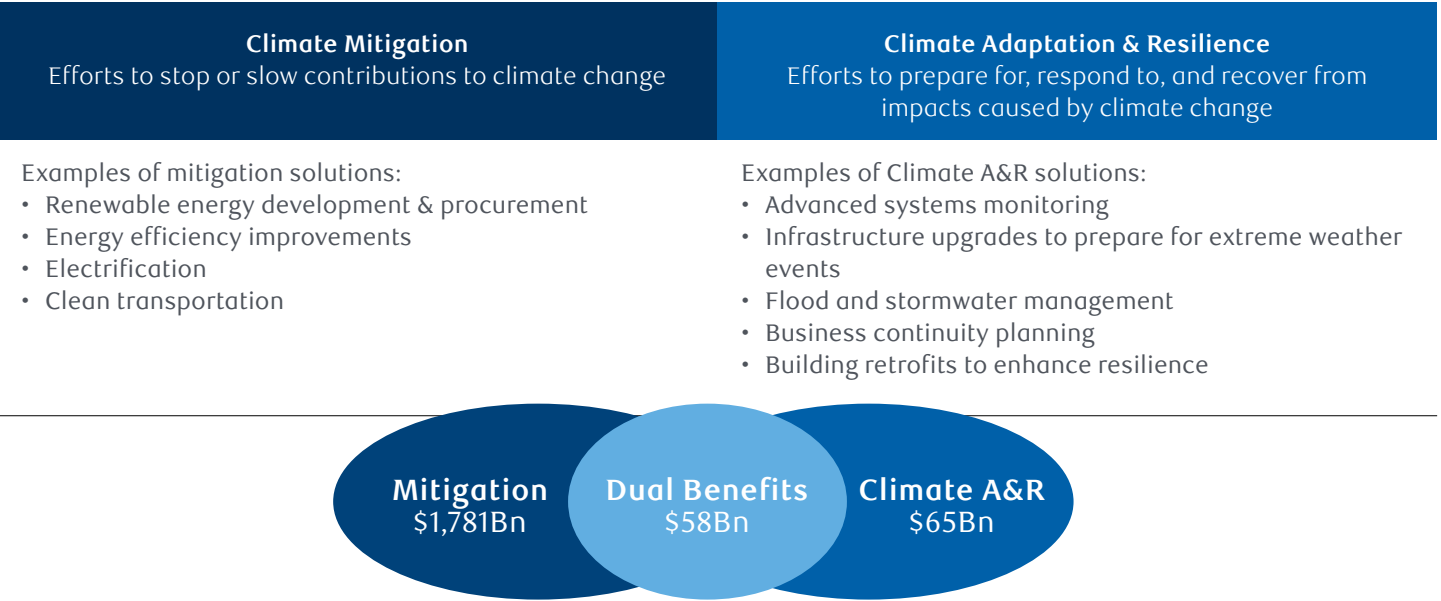 Climate Mitigation
Efforts to stop or slow contributions to climate change
Climate Adaptation & Resilience
Efforts to prepare for, respond to, and recover from
impacts caused by climate change
Examples of mitigation solutions:
• Renewable energy development & procurement
• Energy efficiency improvements
• Electrification
• Clean transportation
Examples of Climate A&R solutions:
• Advanced systems monitoring
• Infrastructure upgrades to prepare for extreme weather
events
• Flood and stormwater management
• Business continuity planning
• Building retrofits to enhance resilience
Mitigation
$1,781Bn
Dual Benefits
$58Bn
Climate A&R
$65Bn